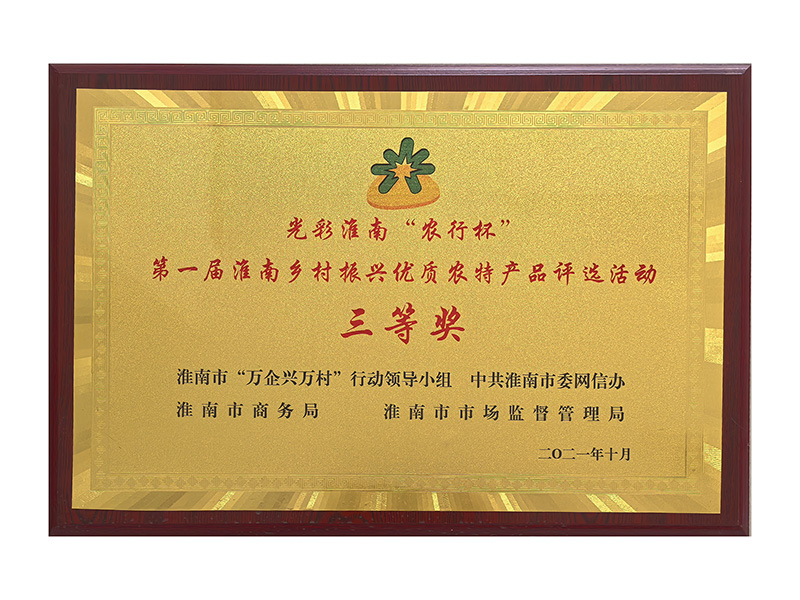 光彩淮南“农行杯”
第一届淮南乡村振兴优质农特产品评选活动
三等奖
淮南市“万企兴万村”行动领导小组 中共淮南市委网信办
淮南市商务局 淮南市市场监督管理局
二〇二一年十月